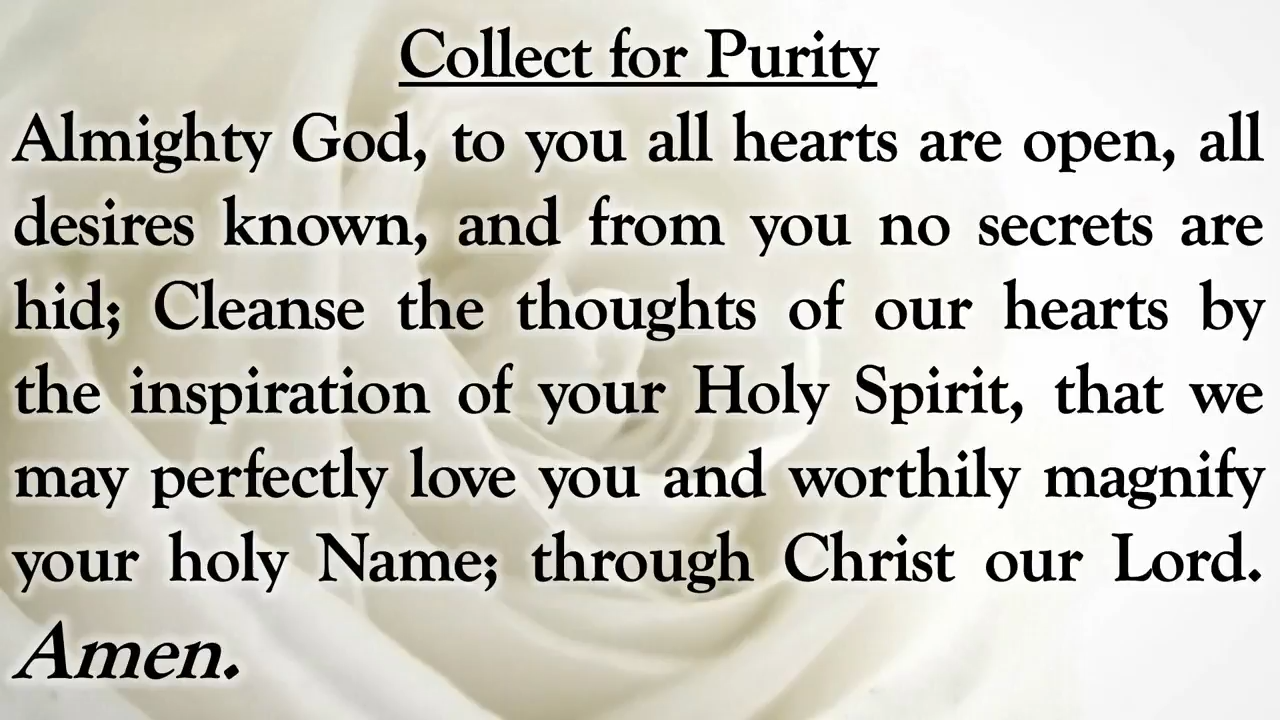 Collect for Purity
Almighty God, to you all hearts are open, all
desires known, and from you no secrets are
hid; Cleanse the thoughts of our hearts by
the inspiration of your Holy Spirit, that we
may perfectly love you and worthily magnify
your holy Name; through Christ our Lord.
Amen.